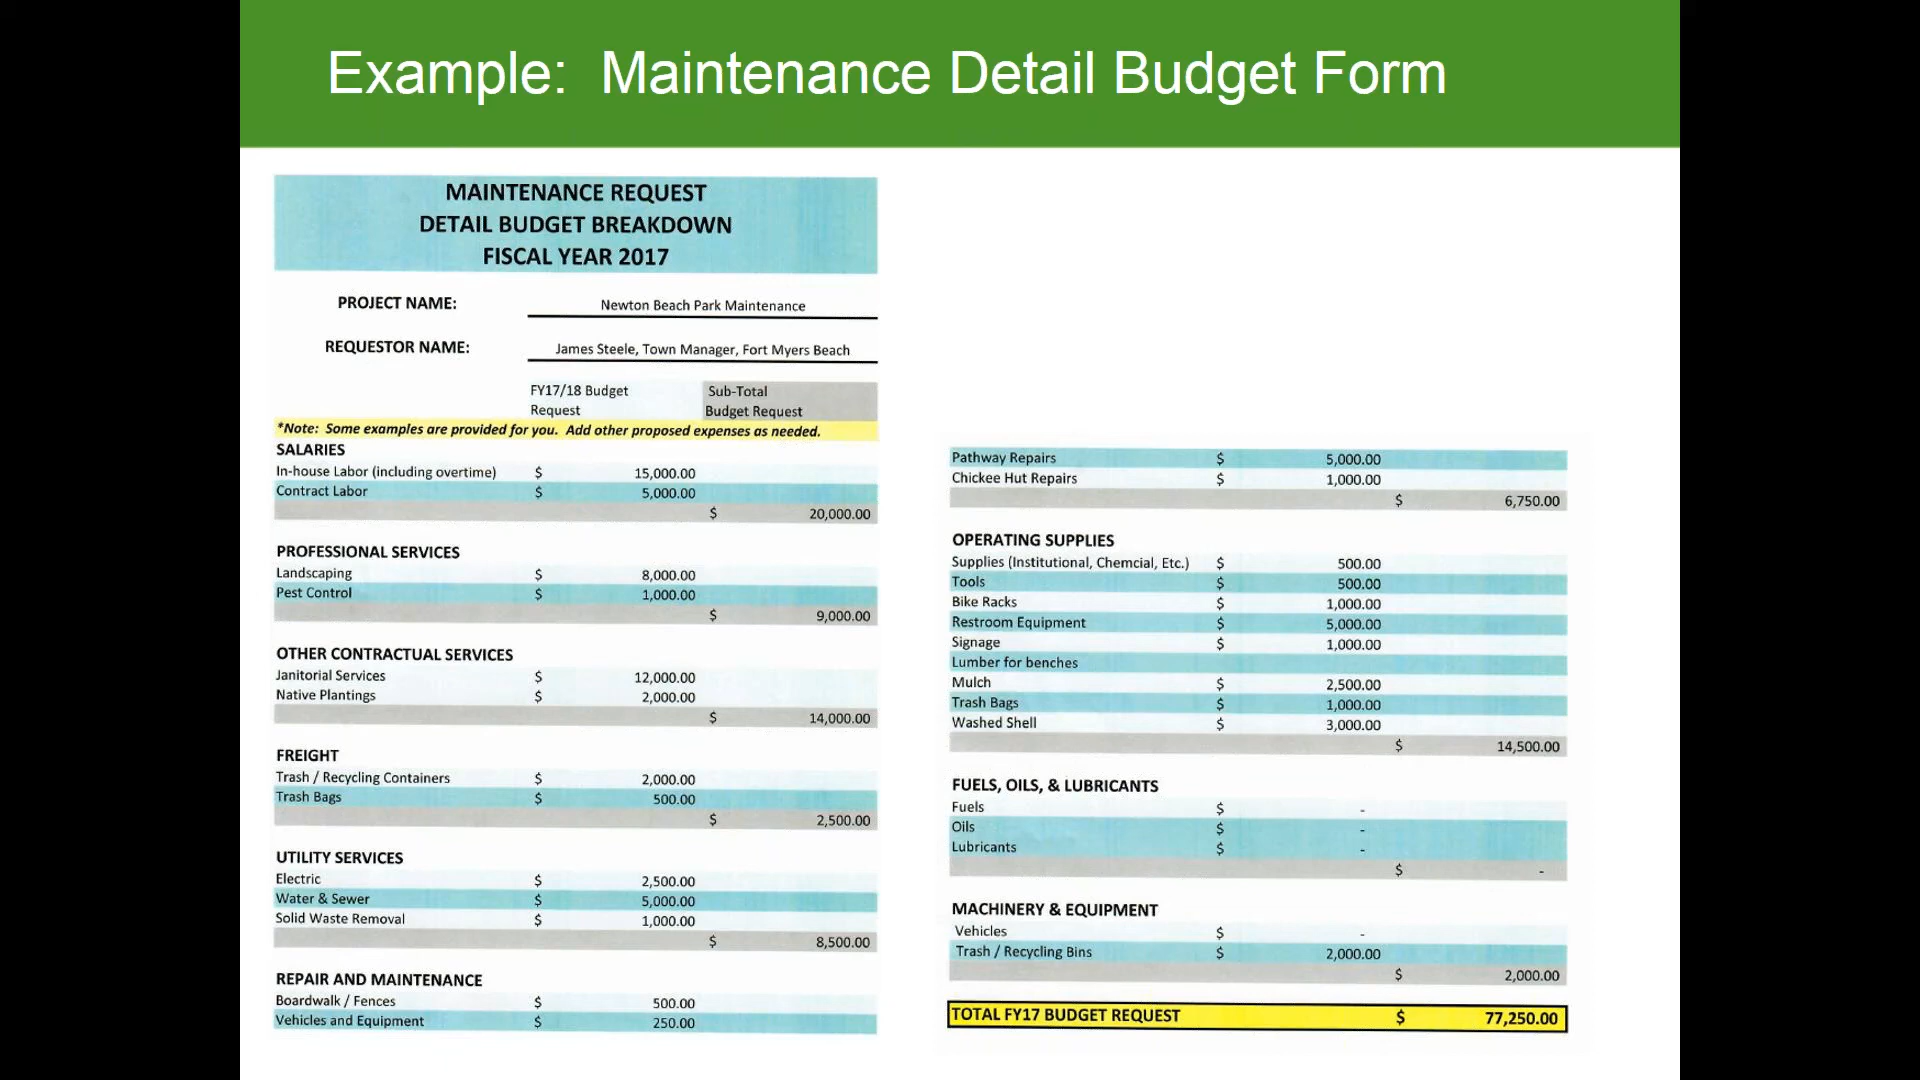 Example: Maintenance Detail Budget Form
MAINTENANCE REQUEST
DETAIL BUDGET BREAKDOWN
FISCAL YEAR 2017
PROJECT NAME: Newton Beach Park Maintenance
REQUESTOR NAME: James Steele, Town Manager, Fort Myers Beach
FY17/18 Budget Sub-Total
Request Budget Request
*Note: Some examples are provided for you. Add other proposed expenses as needed.
SALARIES
In-house Labor (including overtime) $ 15,000.00
Contract Labor $ 5,000.00
$ 20,000.00
PROFESSIONAL SERVICES
Landscaping $ 8,000.00
Pest Control $ 1,000.00
$ 9,000.00
OTHER CONTRACTUAL SERVICES
Janitorial Services $ 12,000.00
Native Plantings $ 2,000.00
$ 14,000.00
FREIGHT
Trash / Recycling Containers $ 2,000.00
Trash Bags $ 500.00
$ 2,500.00
UTILITY SERVICES
Electric $ 2,500.00
Water & Sewer $ 5,000.00
Solid Waste Removal $ 1,000.00
$ 8,500.00
REPAIR AND MAINTENANCE
Boardwalk / Fences $ 500.00
Vehicles and Equipment $ 250.00
Pathway Repairs $ 5,000.00
Chickee Hut Repairs $ 1,000.00
$ 6,750.00
OPERATING SUPPLIES
Supplies (Institutional, Chemcial, Etc.) $ 500.00
Tools $ 500.00
Bike Racks $ 1,000.00
Restroom Equipment $ 5,000.00
Signage $ 1,000.00
Lumber for benches
Mulch $ 2,500.00
Trash Bags $ 1,000.00
Washed Shell $ 3,000.00
$ 14,500.00
FUELS, OILS, & LUBRICANTS
Fuels $ -
Oils $ -
Lubricants $ -
$ -
MACHINERY & EQUIPMENT
Vehicles $ -
Trash / Recycling Bins $ 2,000.00
$ 2,000.00
TOTAL FY17 BUDGET REQUEST $ 77,250.00